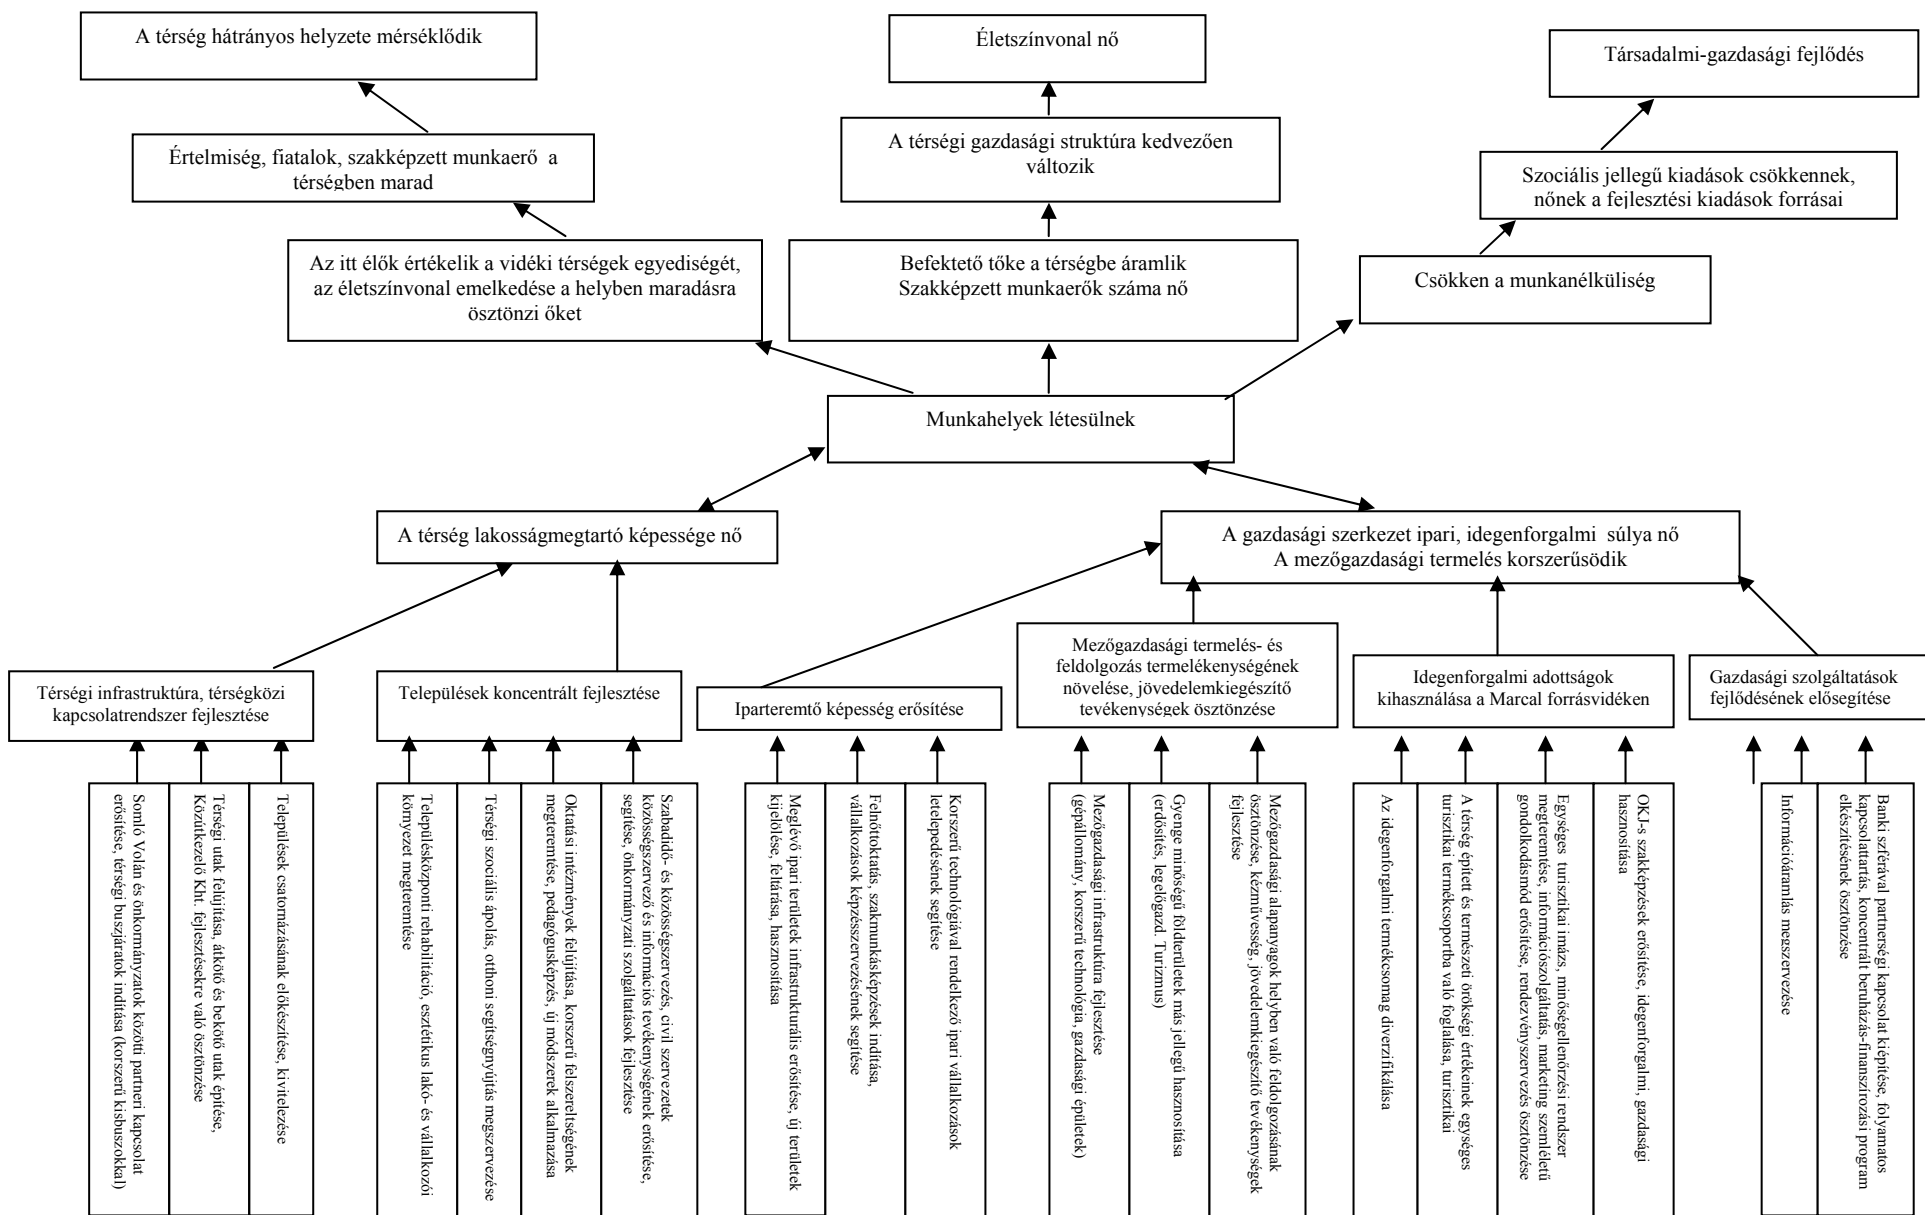 A térség hátrányos helyzete mérséklődik
Életszínvonal nő
Társadalmi-gazdasági fejlődés
Értelmiség, fiatalok, szakképzett munkaerő a
térségben marad
A térségi gazdasági struktúra kedvezően
változik
Szociális jellegű kiadások csökkennek,
nőnek a fejlesztési kiadások forrásai
Az itt élők értékelik a vidéki térségek egyediségét,
az életszínvonal emelkedése a helyben maradásra
ösztönzi őket
Befektető tőke a térségbe áramlik
Szakképzett munkaerők száma nő
Csökken a munkanélküliség
Munkahelyek létesülnek
A térség lakosságmegtartó képessége nő
A gazdasági szerkezet ipari, idegenforgalmi súlya nő
A mezőgazdasági termelés korszerűsödik
Térségi infrastruktúra, térségközi
kapcsolatrendszer fejlesztése
Települések koncentrált fejlesztése
Iparteremtő képesség erősítése
Mezőgazdasági termelés- és
feldolgozás termelékenységének
növelése, jövedelemkiegészítő
tevékenységek ösztönzése
Idegenforgalmi adottságok
kihasználása a Marcal forrásvidéken
Gazdasági szolgáltatások
fejlődésének elősegítése
Somló Volán és önkormányzatok közötti partneri kapcsolat
erősítése, térségi buszjáratok indítása (korszerű kisbuszokkal)
Térségi utak felújítása, átkötő és bekötő utak építése,
Közútkezelő Kht. fejlesztésekre való ösztönzése
Települések csatornázásának előkészítése, kivitelezése
Településközponti rehabilitáció, esztétikus lakó- és vállalkozói
környezet megteremtése
Térségi szociális ápolás, otthoni segítségnyújtás megszervezése
Oktatási intézmények felújítása, korszerű felszereltségének
megteremtése, pedagógusképzés, új módszerek alkalmazása
Szabadidő- és közösségszervezés, civil szervezetek
közösségszervező és információs tevékenységének erősítése,
segítése, önkormányzati szolgáltatások fejlesztése
Meglévő ipari területek infrastrukturális erősítése, új területek
kijelölése, feltárása, hasznosítása
Felnőttoktatás, szakmunkásképzések indítása,
vállalkozások képzésszervezésének segítése
Korszerű technológiával rendelkező ipari vállalkozások
letelepedésének segítése
Mezőgazdasági infrastruktúra fejlesztése
(gépállomány, korszerű technológia, gazdasági épületek)
Gyenge minőségű földterületek más jellegű hasznosítása
(erdősítés, legelőgazd. Turizmus)
Mezőgazdasági alapanyagok helyben való feldolgozásának
ösztönzése, kézművesség, jövedelemkiegészítő tevékenységek
fejlesztése
Az idegenforgalmi termékcsomag diverzifikálása
A térség épített és természeti örökségi értékeinek egységes
turisztikai termékcsoportba való foglalása, turisztikai
Egységes turisztikai imázs, minőségellenőrzési rendszer
megteremtése, információszolgáltatás, marketing szemléletű
gondolkodásmód erősítése, rendezvényszervezés ösztönzése
OKJ-s szakképzések erősítése, idegenforgalmi, gazdasági
hasznosítása
Információáramlás megszervezése
Banki szférával partnerségi kapcsolat kiépítése, folyamatos
kapcsolattartás, koncentrált beruházás-finanszírozási program
elkészítésének ösztönzése